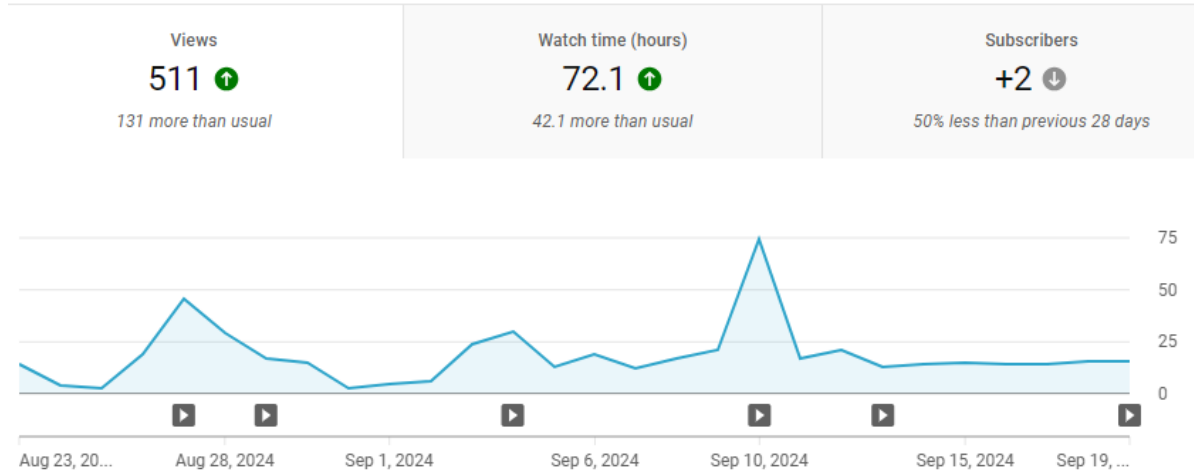 Views
511
131 more than usual
Watch time (hours)
72.1
42.1 more than usual
Subscribers
+2
50% less than previous 28 days
75
50
25
0
Aug 23, 20...
Aug 28, 2024
Sep 1, 2024
Sep 6, 2024
Sep 10, 2024
Sep 15, 2024
Sep 19, ...